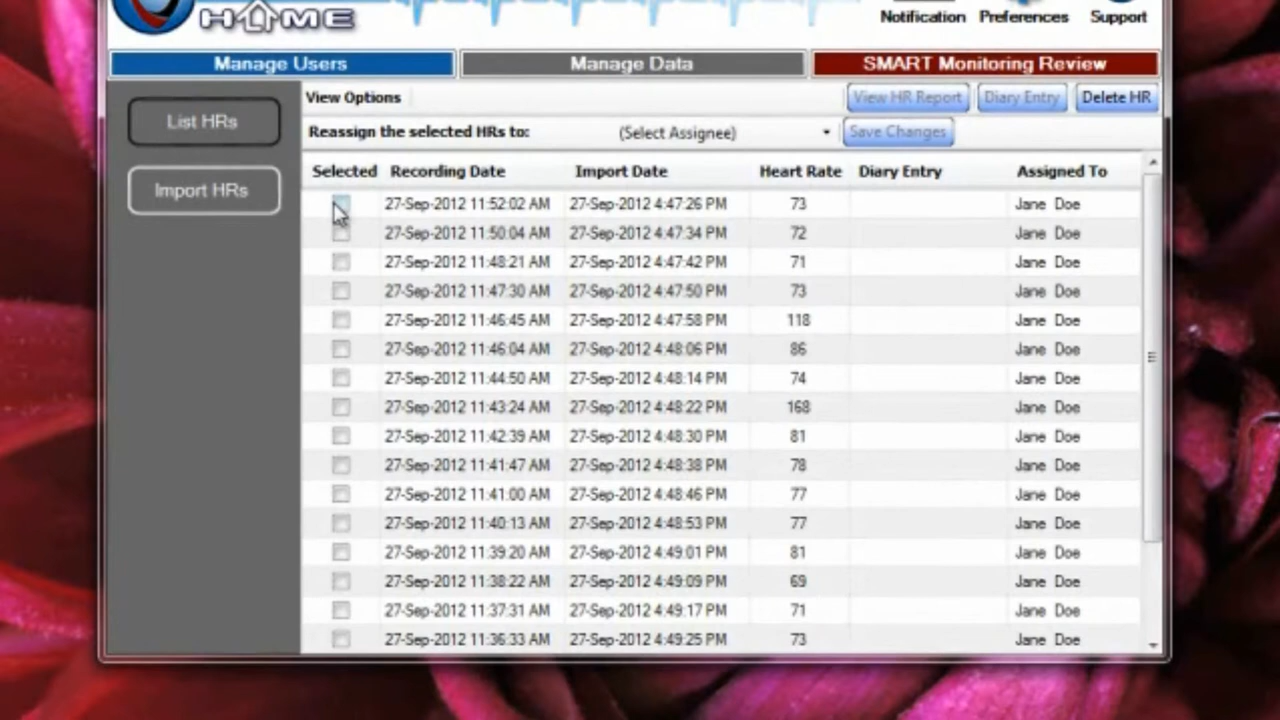 HOME
Notification Preferences Support
Manage Users Manage Data SMART Monitoring Review
List HRs
Import HRs
View Options View HR Report Diary Entry Delete HR
Reassign the selected HRs to: (Select Assignee) Save Changes
Selected Recording Date Import Date Heart Rate Diary Entry Assigned To
27-Sep-2012 11:52:02 AM 27-Sep-2012 4:47:26 PM 73 Jane Doe
27-Sep-2012 11:50:04 AM 27-Sep-2012 4:47:34 PM 72 Jane Doe
27-Sep-2012 11:48:21 AM 27-Sep-2012 4:47:42 PM 71 Jane Doe
27-Sep-2012 11:47:30 AM 27-Sep-2012 4:47:50 PM 73 Jane Doe
27-Sep-2012 11:46:45 AM 27-Sep-2012 4:47:58 PM 118 Jane Doe
27-Sep-2012 11:46:04 AM 27-Sep-2012 4:48:06 PM 86 Jane Doe
27-Sep-2012 11:44:50 AM 27-Sep-2012 4:48:14 PM 74 Jane Doe
27-Sep-2012 11:43:24 AM 27-Sep-2012 4:48:22 PM 168 Jane Doe
27-Sep-2012 11:42:39 AM 27-Sep-2012 4:48:30 PM 81 Jane Doe
27-Sep-2012 11:41:47 AM 27-Sep-2012 4:48:38 PM 78 Jane Doe
27-Sep-2012 11:41:00 AM 27-Sep-2012 4:48:46 PM 77 Jane Doe
27-Sep-2012 11:40:13 AM 27-Sep-2012 4:48:53 PM 77 Jane Doe
27-Sep-2012 11:39:20 AM 27-Sep-2012 4:49:01 PM 81 Jane Doe
27-Sep-2012 11:38:22 AM 27-Sep-2012 4:49:09 PM 69 Jane Doe
27-Sep-2012 11:37:31 AM 27-Sep-2012 4:49:17 PM 71 Jane Doe
27-Sep-2012 11:36:33 AM 27-Sep-2012 4:49:25 PM 73 Jane Doe